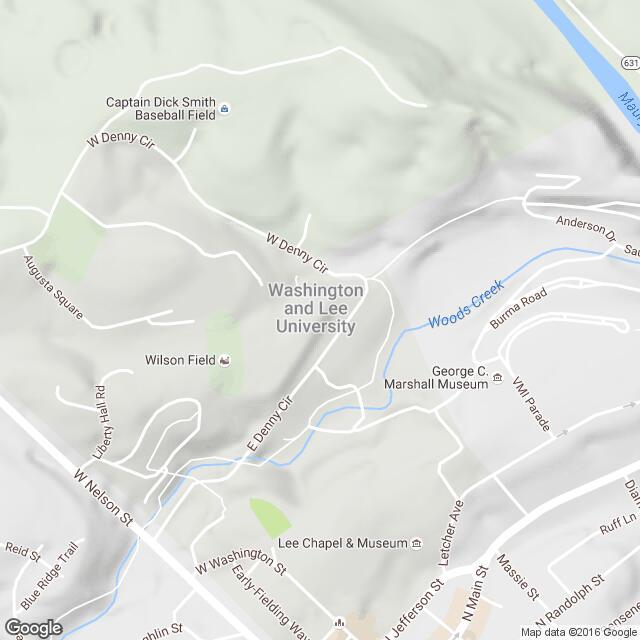 631
Maury
Captain Dick Smith
Baseball Field
W Denny Cir
Anderson Dr
W Denny Cir
Augusta Square
Washington
and Lee
University
Woods Creek
Burma Road
Wilson Field
George C.
Marshall Museum
VMI Parade
Liberty Hall Rd
E Denny Cir
W Nelson St
Letcher Ave
Lee Chapel & Museum
Reid St
Blue Ridge Trail
W Washington St
Early-Fielding Way
Jefferson St
N Main St
Massie St
Ruff Ln
N Randolph St
Google
Map data ©2016 Google